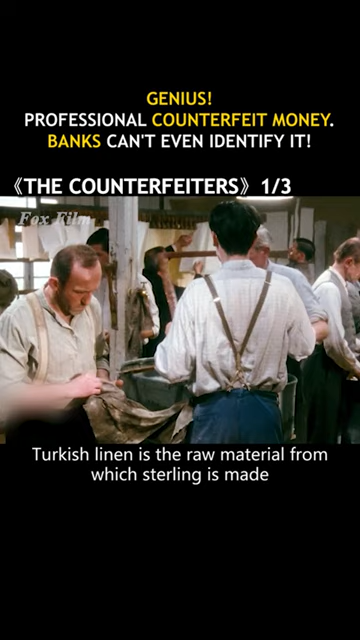 GENIUS!
PROFESSIONAL COUNTERFEIT MONEY.
BANKS CAN'T EVEN IDENTIFY IT!
《THE COUNTERFEITERS》 1/3
Fox Film
Turkish linen is the raw material from
which sterling is made